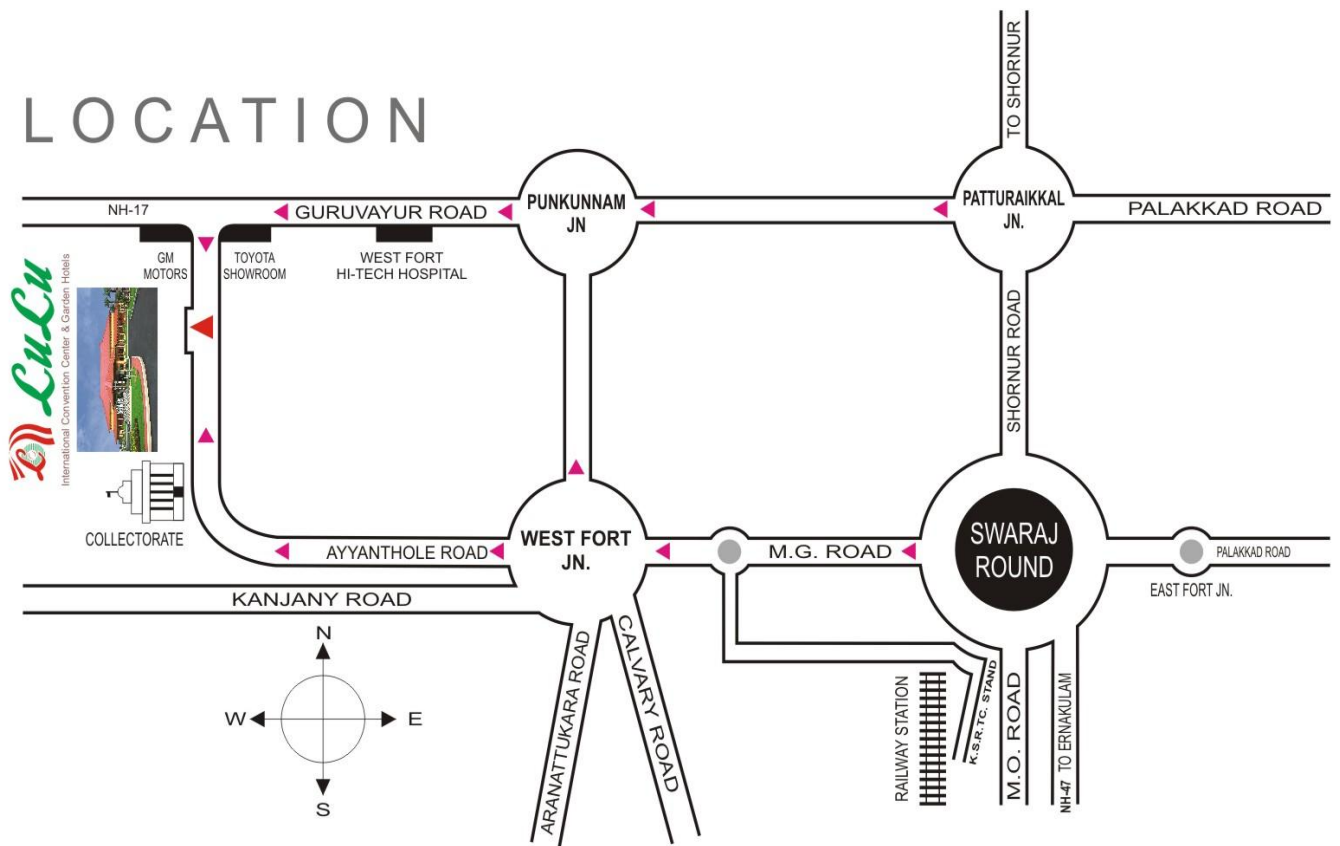 LOCATION
TO SHORNUR
NH-17
GURUVAYUR ROAD
PUNKUNNAM
JN
PATTURAIKKAL
JN.
PALAKKAD ROAD
GM
MOTORS
TOYOTA
SHOWROOM
WEST FORT
HI-TECH HOSPITAL
LuLu
International Convention Center & Garden Hotels
SHORNUR ROAD
COLLECTORATE
AYYANTHOLE ROAD
WEST FORT
JN.
M.G. ROAD
SWARAJ
ROUND
PALAKKAD ROAD
EAST FORT JN.
KANJANY ROAD
ARANATTUKARA ROAD
CALVARY ROAD
RAILWAY STATION
K.S.R.TC. STAND
M.O. ROAD
NH-47 TO ERNAKULAM
N
W
E
S